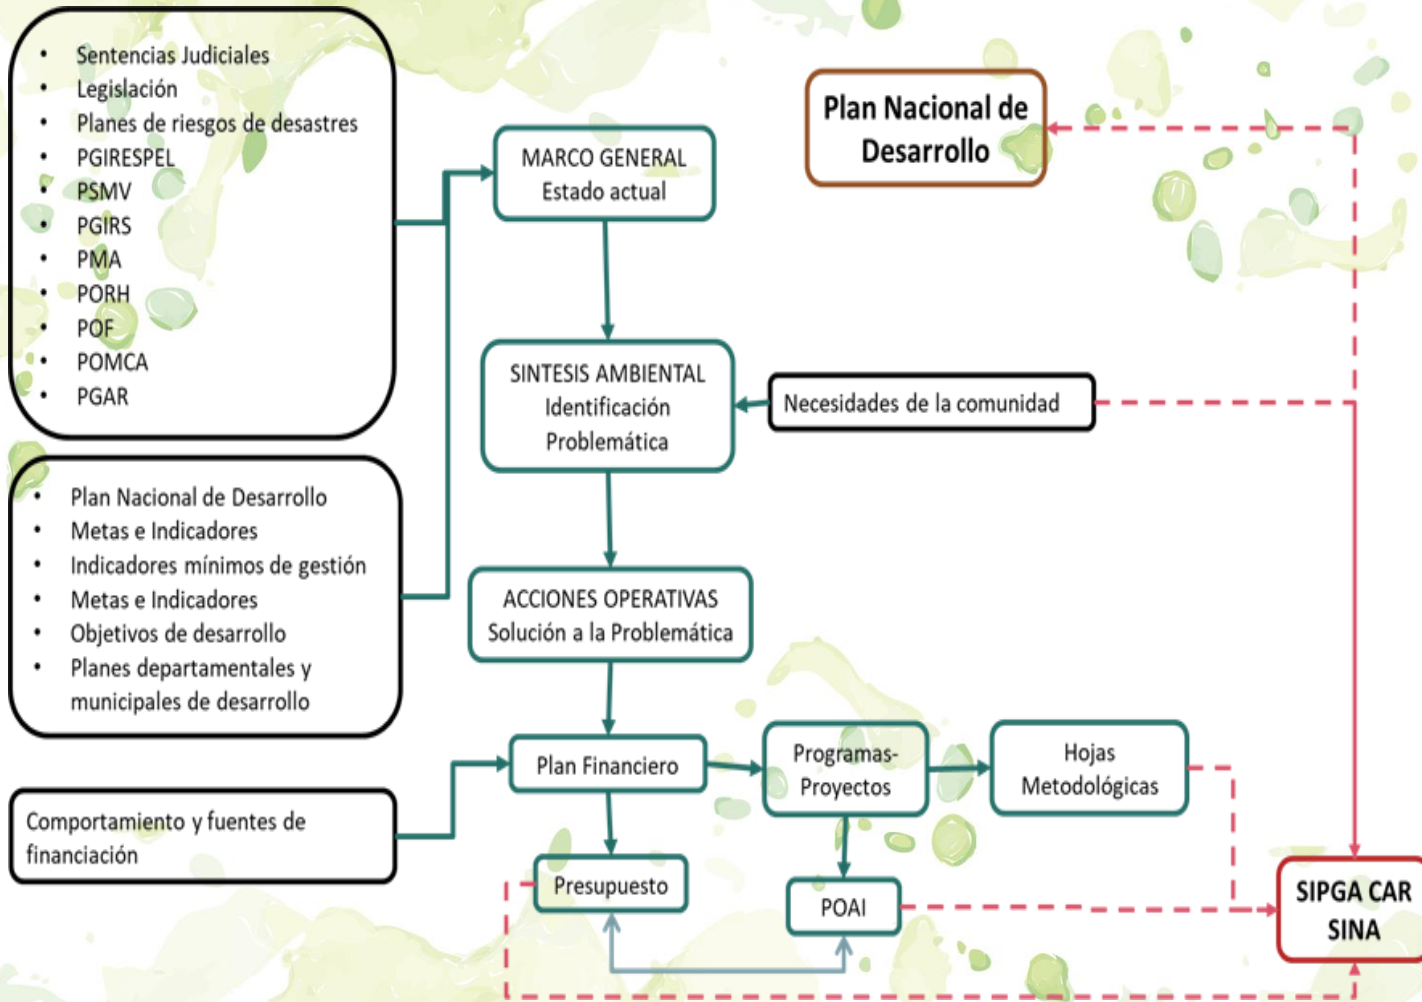 • Sentencias Judiciales
• Legislación
• Planes de riesgos de desastres
• PGIRESPEL
• PSMV
• PGIRS
• PMA
• PORH
• POF
• POMCA
• PGAR
• Plan Nacional de Desarrollo
• Metas e Indicadores
• Indicadores mínimos de gestión
• Metas e Indicadores
• Objetivos de desarrollo
• Planes departamentales y
municipales de desarrollo
Comportamiento y fuentes de
financiación
MARCO GENERAL
Estado actual
SINTESIS AMBIENTAL
Identificación
Problemática
Necesidades de la comunidad
ACCIONES OPERATIVAS
Solución a la Problemática
Plan Financiero
Programas-
Proyectos
Hojas
Metodológicas
Presupuesto
POAI
Plan Nacional de
Desarrollo
SIPGA CAR
SINA